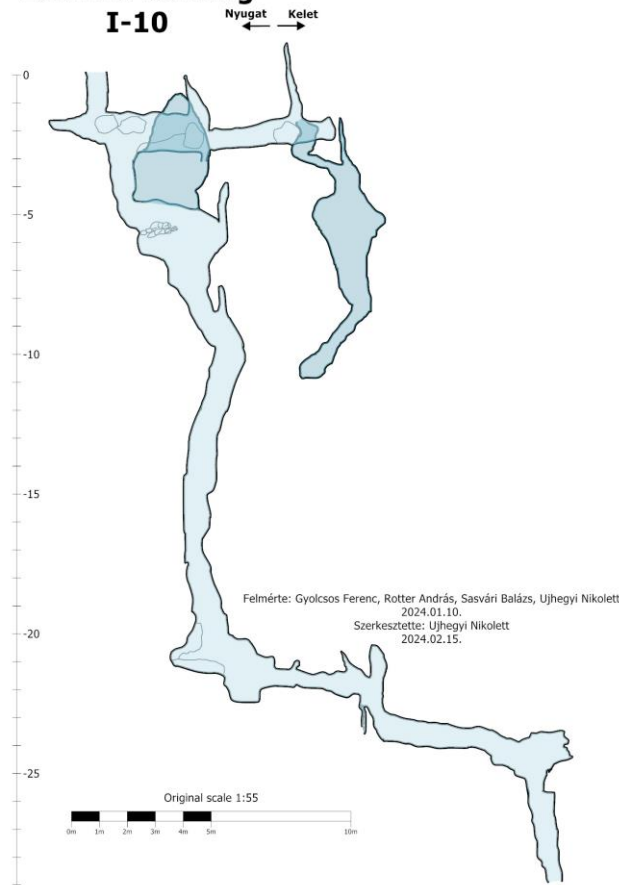 I-10
Nyugat Kelet
0
-5
-10
-15
Felmérte: Gyolcsos Ferenc, Rotter András, Sasvári Balázs, Ujhegyi Nikolett
2024.01.10.
Szerkesztette: Ujhegyi Nikolett
2024.02.15.
-20
-25
Original scale 1:55
0m 1m 2m 3m 4m 5m 10m